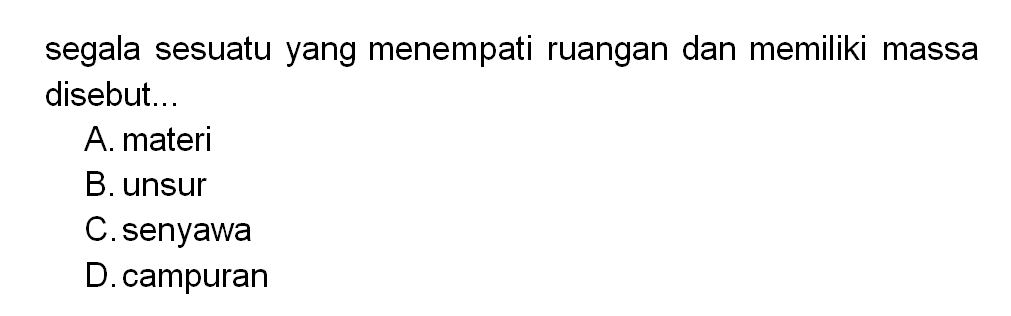 segala sesuatu yang menempati ruangan dan memiliki massa
disebut...
A. materi
B. unsur
C. senyawa
D. campuran